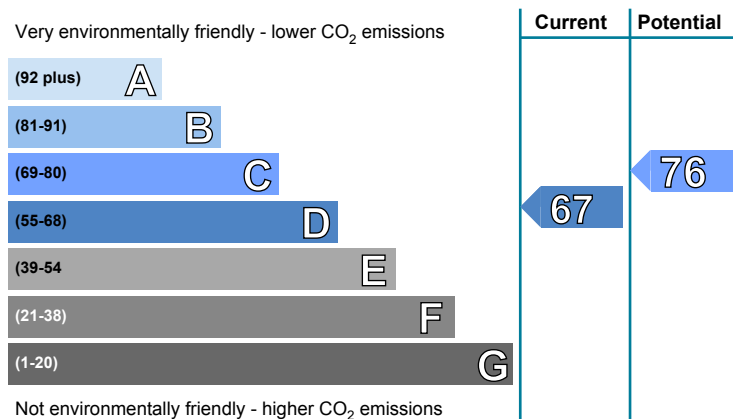 Very environmentally friendly - lower CO2 emissions
Current
Potential
(92 plus) A
(81-91) B
(69-80) C
(55-68) D
(39-54 E
(21-38) F
(1-20) G
67
76
Not environmentally friendly - higher CO2 emissions